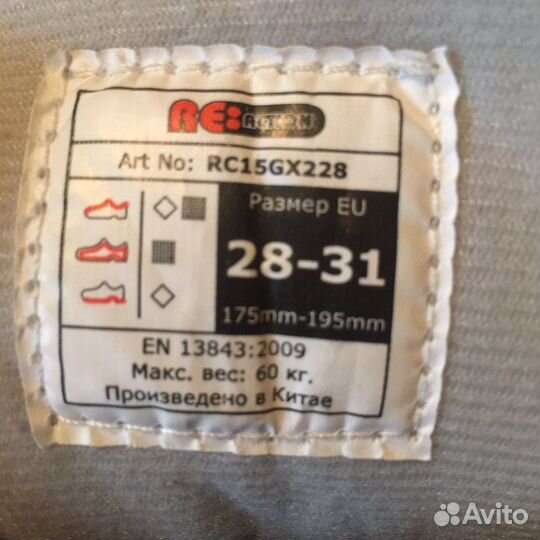 RE:ACTION
Art No: RC15GX228
Размер EU
28-31
175mm-195mm
EN 13843:2009
Макс. вес: 60 кг.
Произведено в Китае
Avito